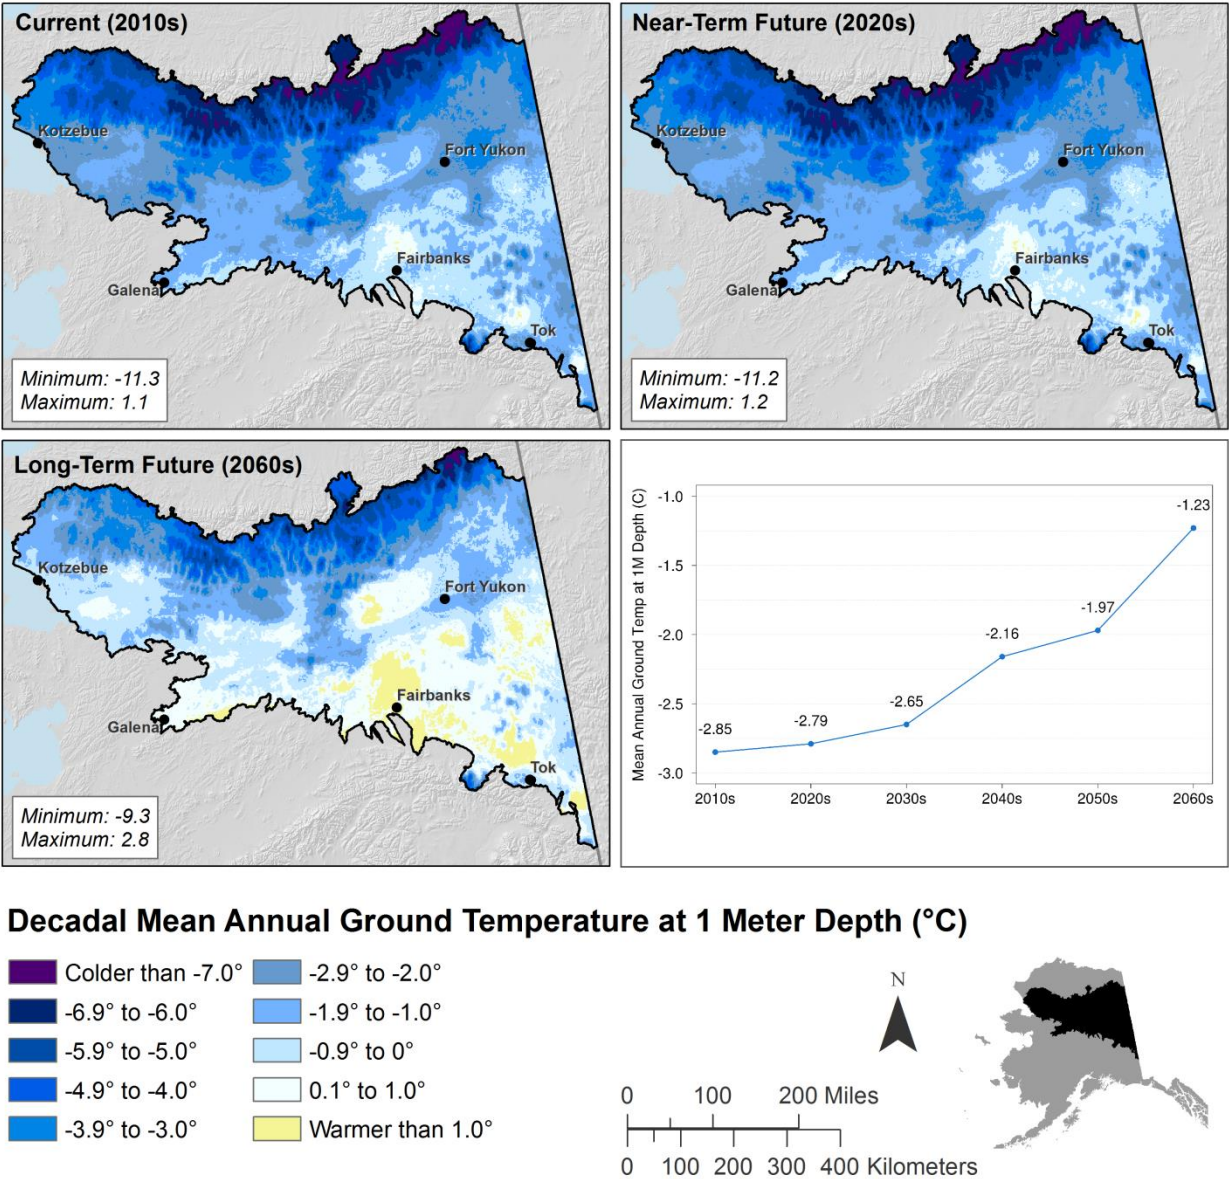 Current (2010s)
Kotzebue
Fort Yukon
Fairbanks
Galena
Tok
Minimum: -11.3
Maximum: 1.1
Near-Term Future (2020s)
Kotzebue
Fort Yukon
Fairbanks
Galena
Tok
Minimum: -11.2
Maximum: 1.2
Long-Term Future (2060s)
Kotzebue
Fort Yukon
Fairbanks
Galena
Tok
Minimum: -9.3
Maximum: 2.8
Mean Annual Ground Temp at 1M Depth (C)
-1.0
-1.5
-2.0
-2.5
-3.0
-2.85
-2.79
-2.65
-2.16
-1.97
-1.23
2010s 2020s 2030s 2040s 2050s 2060s
Decadal Mean Annual Ground Temperature at 1 Meter Depth (°C)
Colder than -7.0°
-6.9° to -6.0°
-5.9° to -5.0°
-4.9° to -4.0°
-3.9° to -3.0°
-2.9° to -2.0°
-1.9° to -1.0°
-0.9° to 0°
0.1° to 1.0°
Warmer than 1.0°
N
0 100 200 Miles
0 100 200 300 400 Kilometers